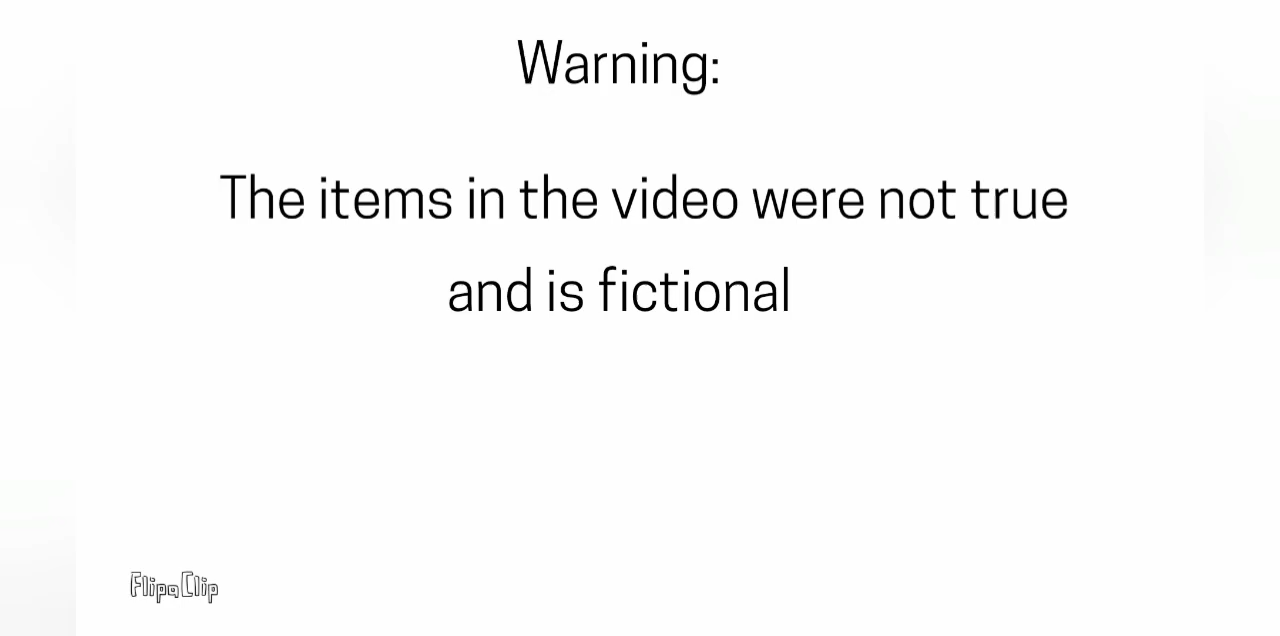 Warning:
The items in the video were not true
and is fictional
FlipaClip